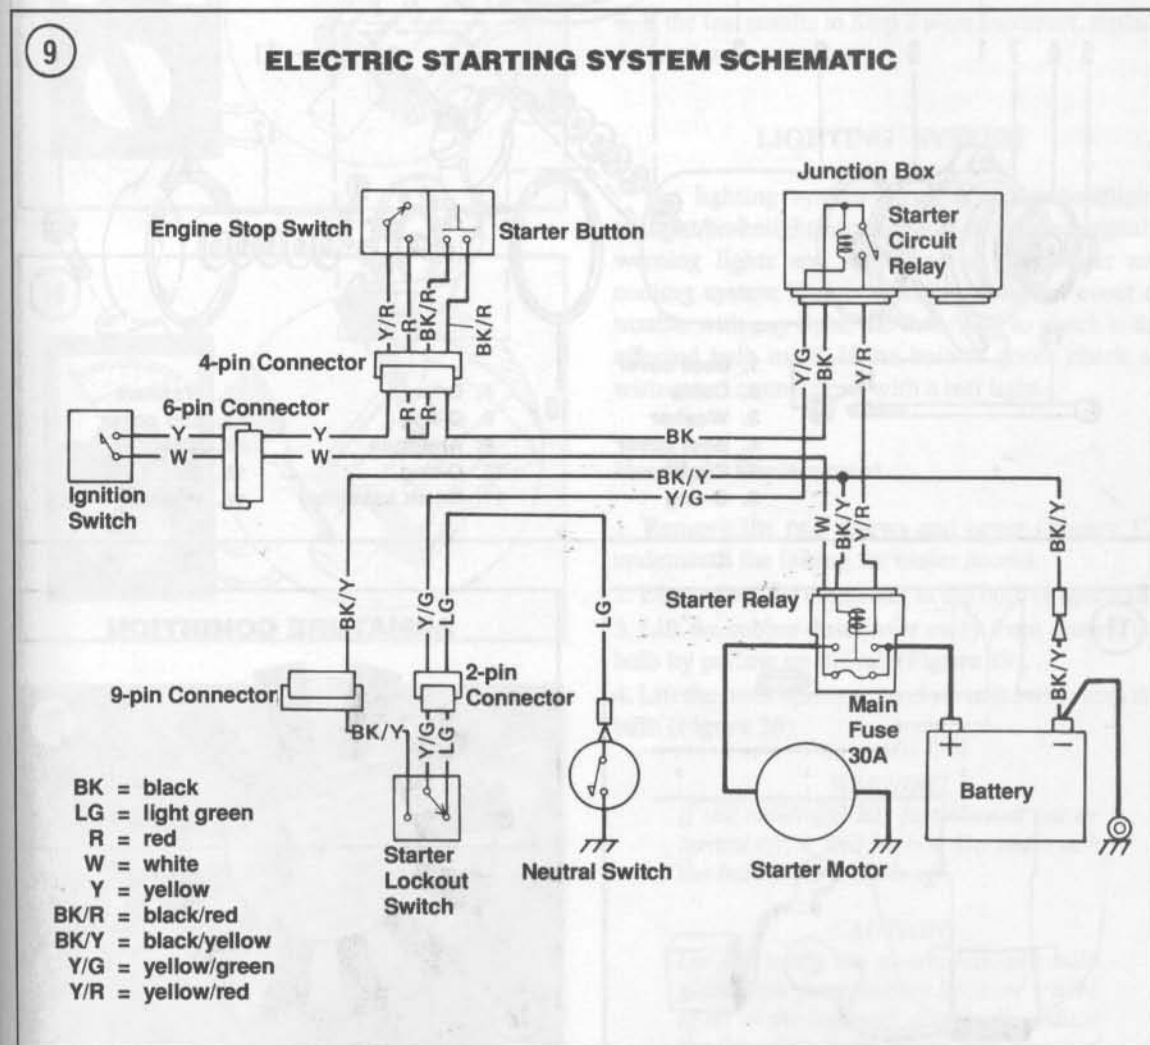 9
ELECTRIC STARTING SYSTEM SCHEMATIC
Junction Box
Engine Stop Switch
Starter Button
Starter
Circuit
Relay
Y/R
R
BK/R
BK/R
4-pin Connector
Y/G
BK
Y/R
6-pin Connector
R
R
Y
Y
BK
W
W
BK/Y
Y/G
Ignition
Switch
W
BK/Y
Y/R
BK/Y
BK/Y
Y/G
LG
LG
Starter Relay
9-pin Connector
2-pin
Connector
BK/Y
Main
Fuse
30A
BK/Y
Y/G
LG
+
−
Battery
BK = black
LG = light green
R = red
W = white
Y = yellow
BK/R = black/red
BK/Y = black/yellow
Y/G = yellow/green
Y/R = yellow/red
Starter
Lockout
Switch
Neutral Switch
Starter Motor